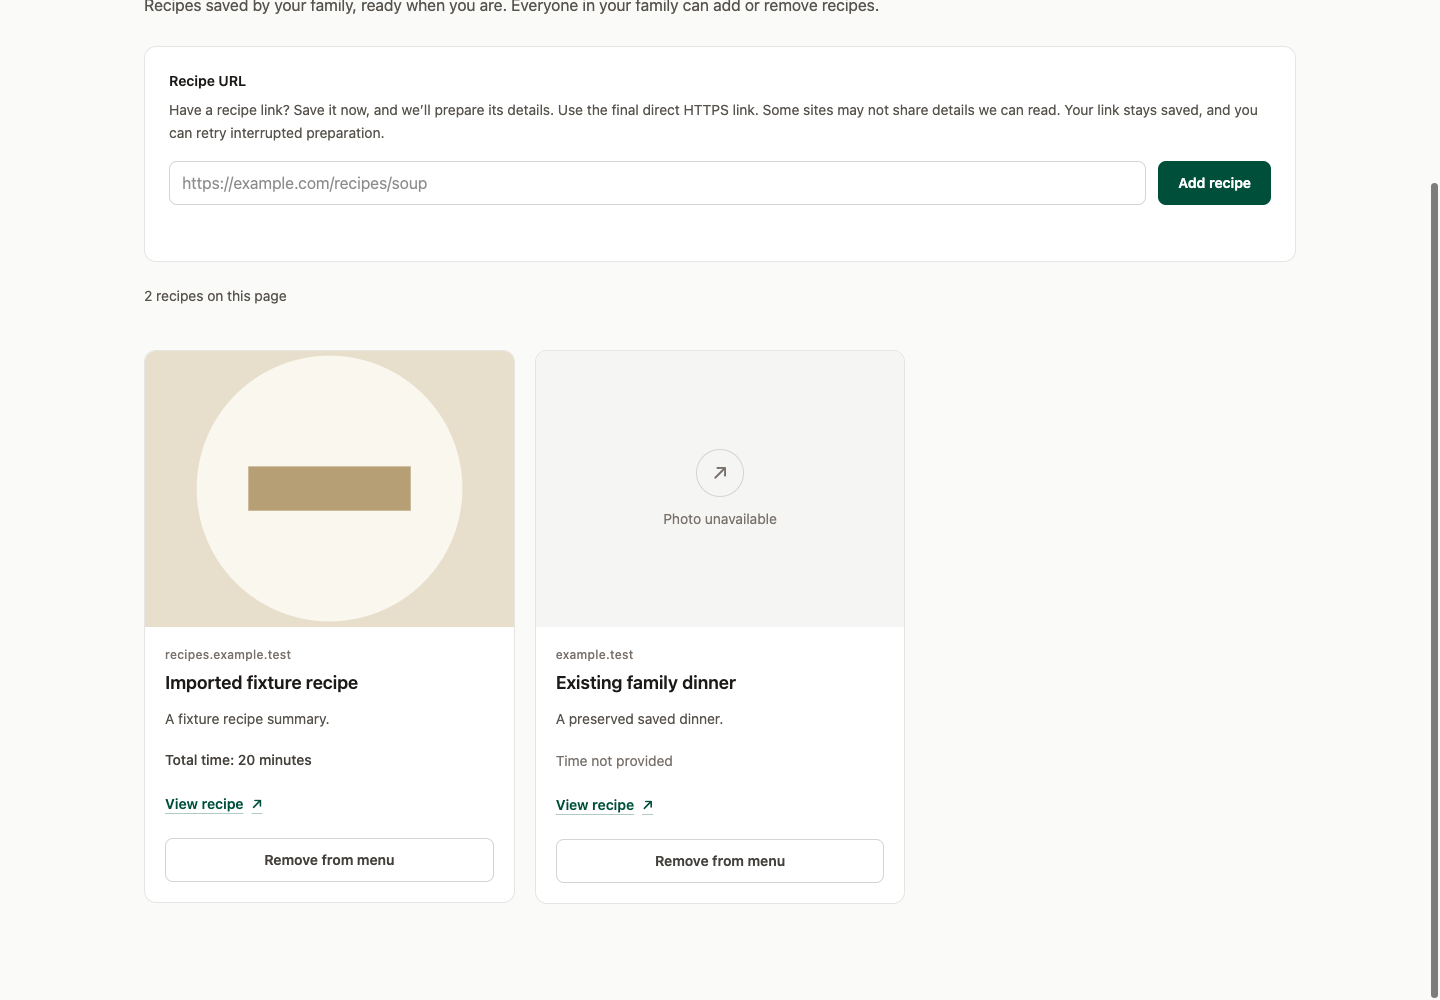 Recipes saved by your family, ready when you are. Everyone in your family can add or remove recipes.
Recipe URL
Have a recipe link? Save it now, and we’ll prepare its details. Use the final direct HTTPS link. Some sites may not share details we can read. Your link stays saved, and you
can retry interrupted preparation.
https://example.com/recipes/soup
Add recipe
2 recipes on this page
Photo unavailable
recipes.example.test
Imported fixture recipe
A fixture recipe summary.
Total time: 20 minutes
View recipe
Remove from menu
example.test
Existing family dinner
A preserved saved dinner.
Time not provided
View recipe
Remove from menu